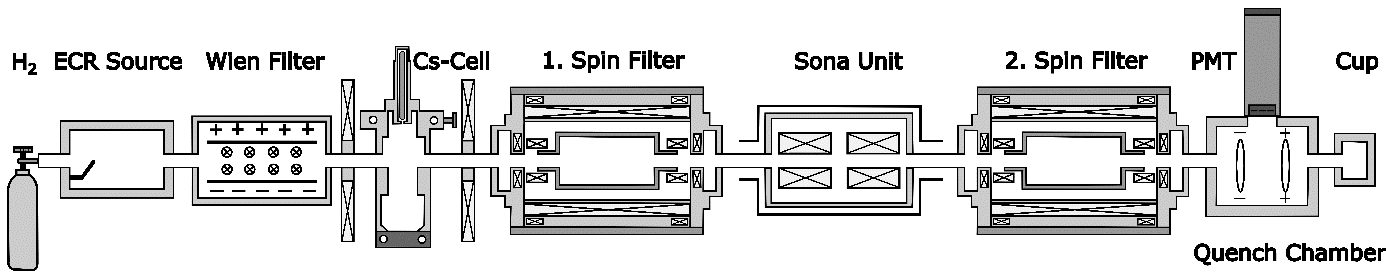 H2 ECR Source Wien Filter Cs-Cell 1. Spin Filter Sona Unit 2. Spin Filter PMT Cup
+ + + + +
– – – – – –
– +
– +
Quench Chamber